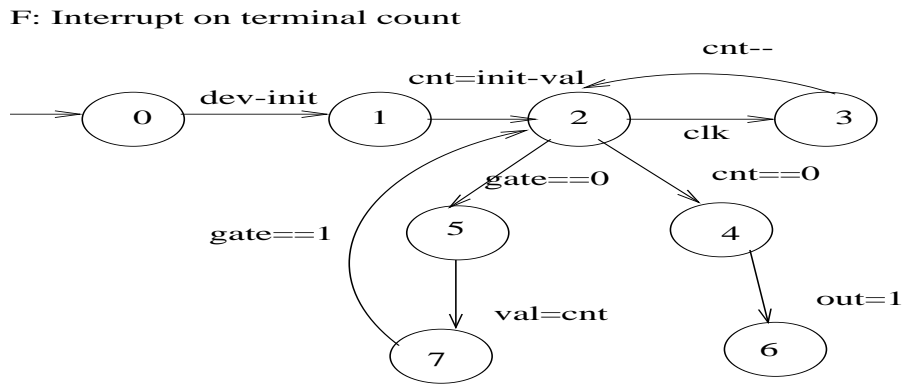 F: Interrupt on terminal count
cnt--
cnt=init-val
dev-init
0
1
2
3
clk
gate==0
cnt==0
gate==1
5
4
val=cnt
out=1
7
6